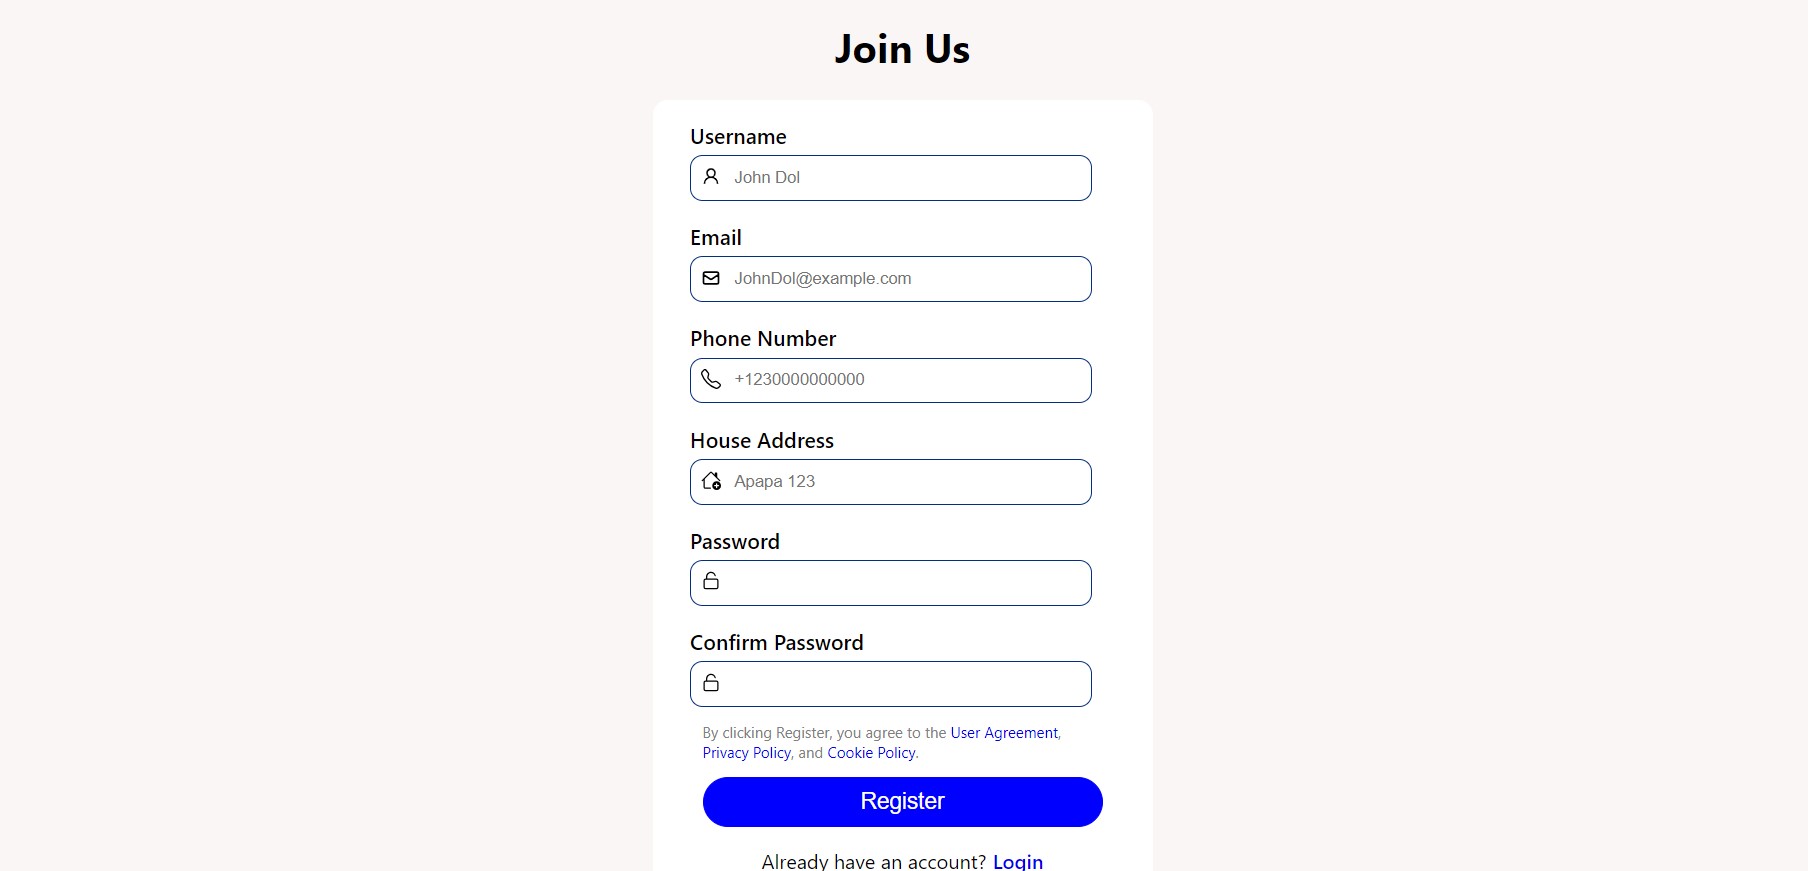 Join Us
Username
John Dol
Email
JohnDol@example.com
Phone Number
+1230000000000
House Address
Apapa 123
Password
Confirm Password
By clicking Register, you agree to the User Agreement,
Privacy Policy, and Cookie Policy.
Register
Already have an account? Login